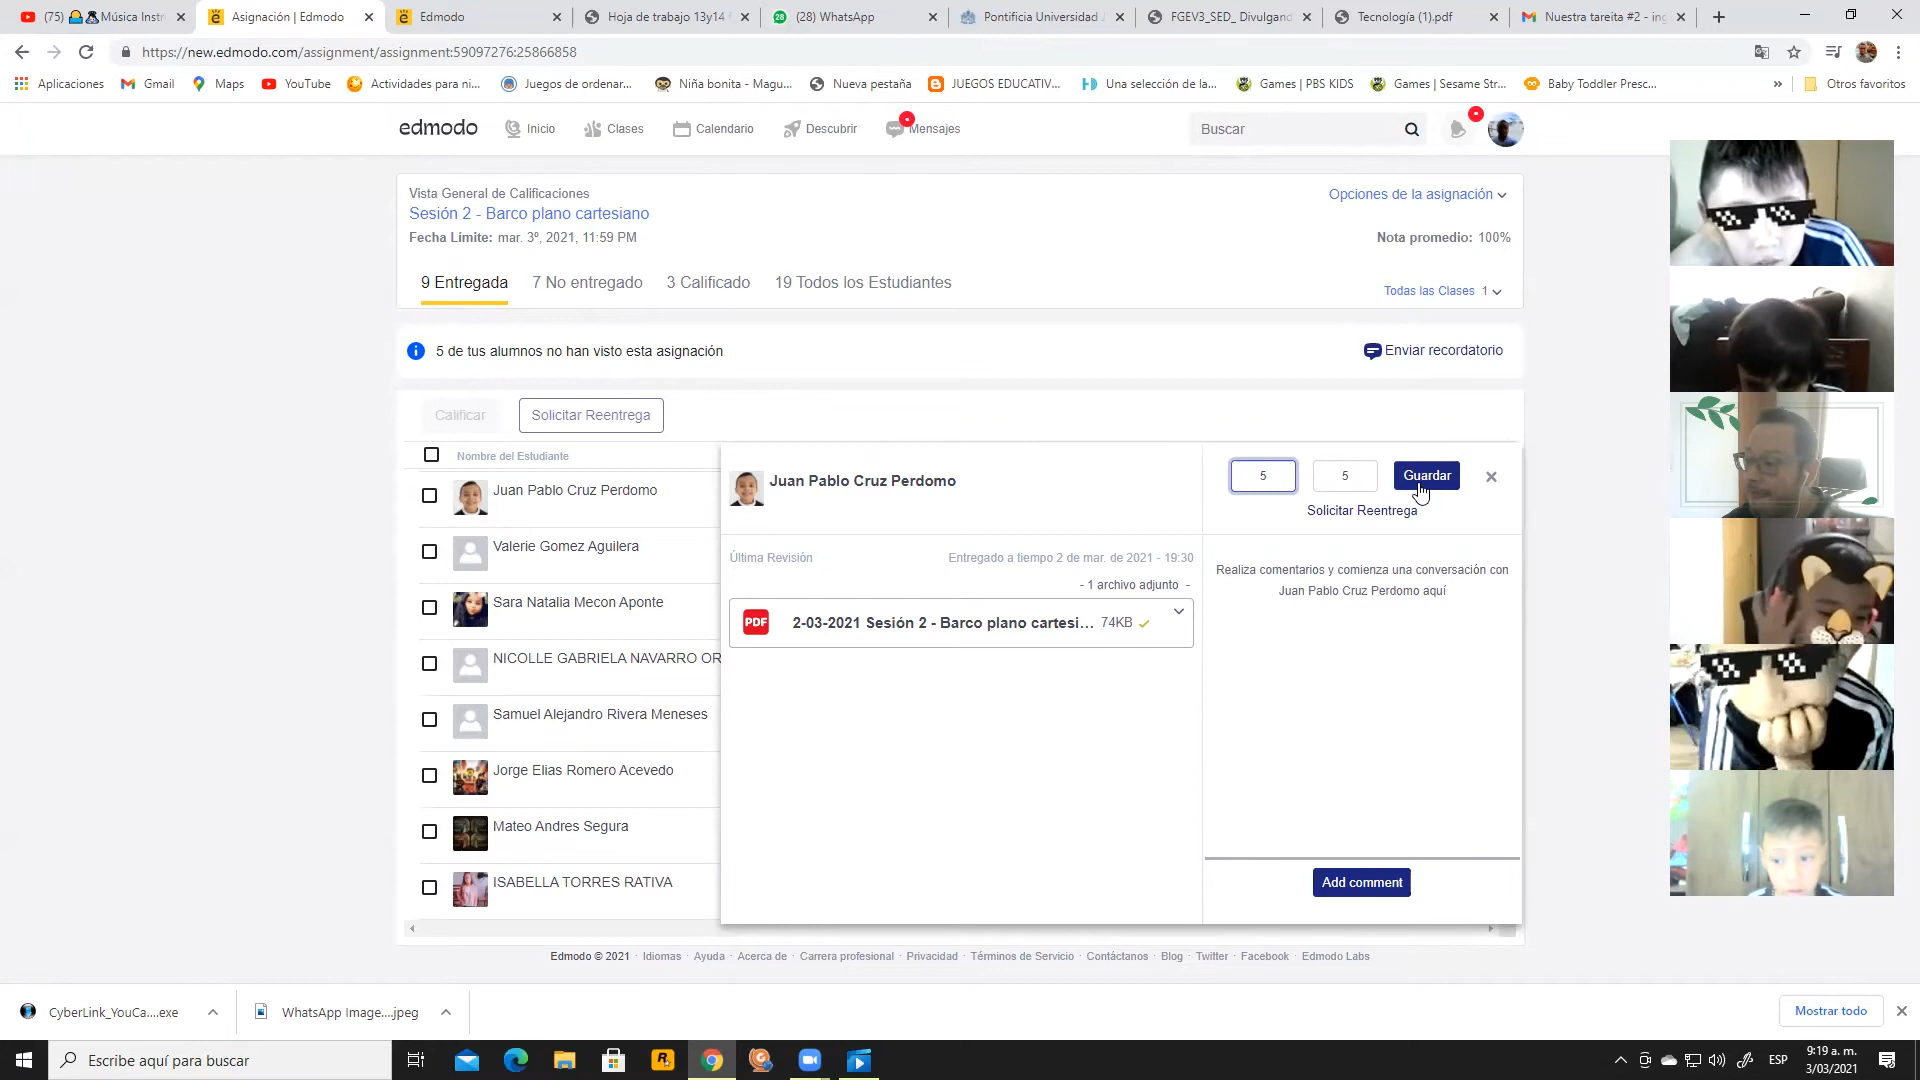 (75) Música Instr
Asignación | Edmodo
Edmodo
Hoja de trabajo 13y14
(28) WhatsApp
Pontificia Universidad J
FGEV3_SED_ Divulgand
Tecnología (1).pdf
Nuestra tareita #2 - ing
https://new.edmodo.com/assignment/assignment:59097276:25866858
Aplicaciones
Gmail
Maps
YouTube
Actividades para ni...
Juegos de ordenar...
Niña bonita - Magu...
Nueva pestaña
JUEGOS EDUCATIV...
Una selección de la...
Games | PBS KIDS
Games | Sesame Str...
Baby Toddler Presc...
»
Otros favoritos
edmodo
Inicio
Clases
Calendario
Descubrir
Mensajes
Buscar
Vista General de Calificaciones
Opciones de la asignación
Sesión 2 - Barco plano cartesiano
Fecha Límite: mar. 3º, 2021, 11:59 PM
Nota promedio: 100%
9 Entregada
7 No entregado
3 Calificado
19 Todos los Estudiantes
Todas las Clases 1
5 de tus alumnos no han visto esta asignación
Enviar recordatorio
Calificar
Solicitar Reentrega
Nombre del Estudiante
Juan Pablo Cruz Perdomo
Valerie Gomez Aguilera
Sara Natalia Mecon Aponte
NICOLLE GABRIELA NAVARRO OR
Samuel Alejandro Rivera Meneses
Jorge Elias Romero Acevedo
Mateo Andres Segura
ISABELLA TORRES RATIVA
Juan Pablo Cruz Perdomo
5
5
Guardar
Solicitar Reentrega
Última Revisión
Entregado a tiempo 2 de mar. de 2021 - 19:30
- 1 archivo adjunto -
PDF
2-03-2021 Sesión 2 - Barco plano cartesi... 74KB
Realiza comentarios y comienza una conversación con
Juan Pablo Cruz Perdomo aquí
Add comment
Edmodo © 2021 · Idiomas · Ayuda · Acerca de · Carrera profesional · Privacidad · Términos de Servicio · Contáctanos · Blog · Twitter · Facebook · Edmodo Labs
CyberLink_YouCa....exe
WhatsApp Image....jpeg
Mostrar todo
Escribe aquí para buscar
ESP
9:19 a. m.
3/03/2021